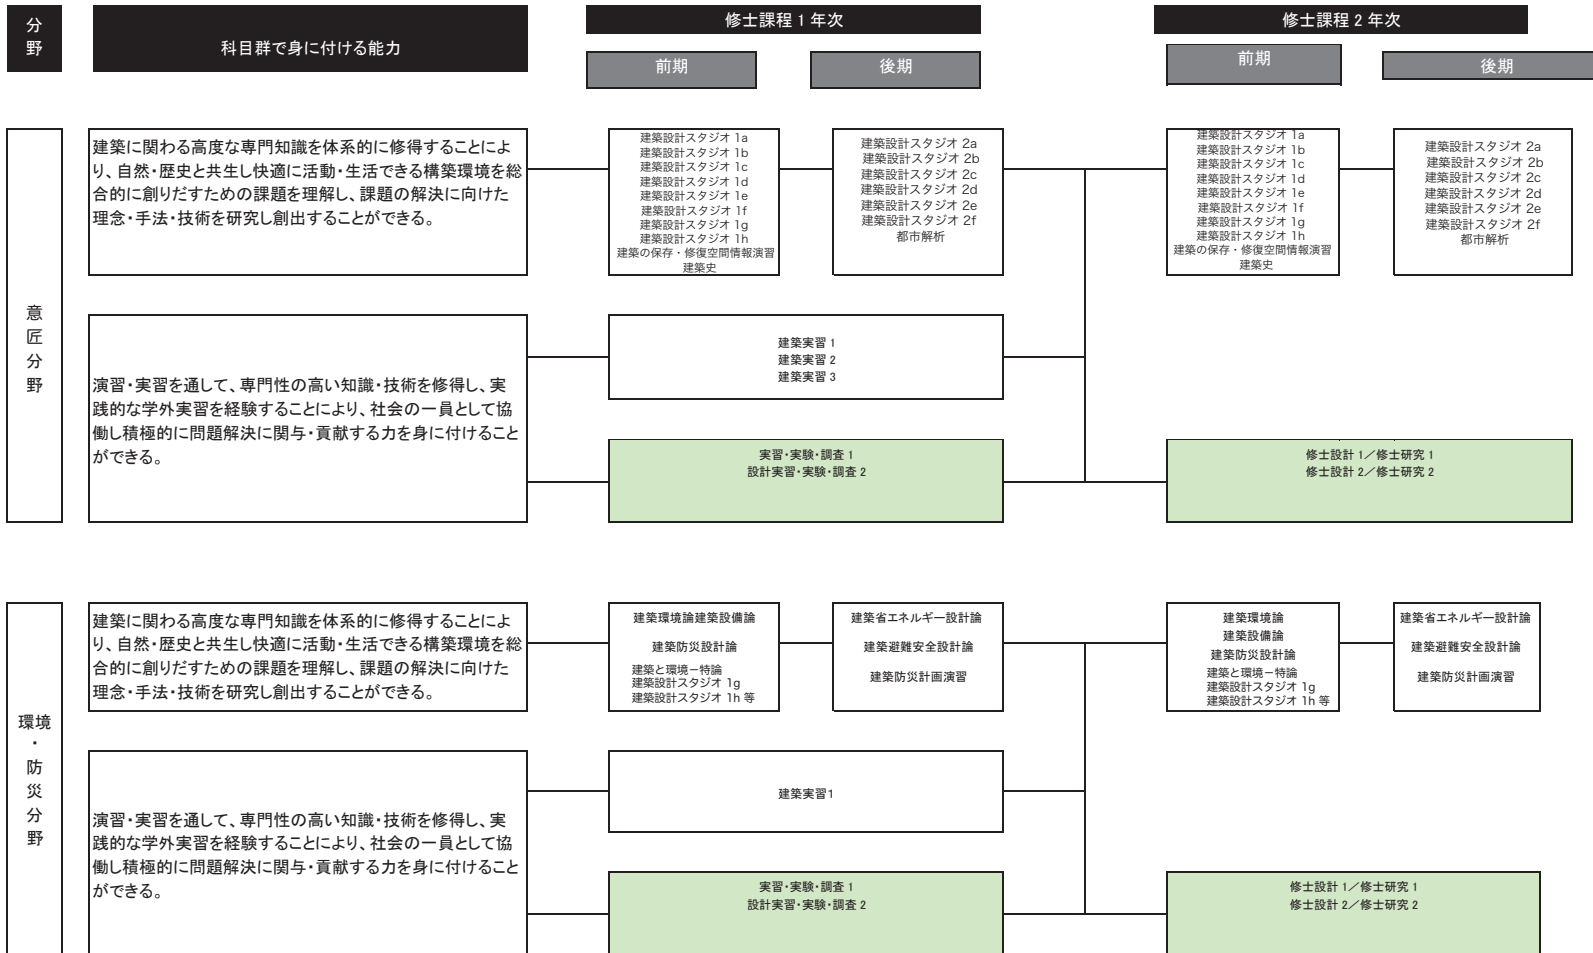 分
野
科目群で身に付ける能力
修士課程 1 年次
修士課程 2 年次
前期
後期
前期
後期
意
匠
分
野
建築に関わる高度な専門知識を体系的に修得することによ
り、自然・歴史と共生し快適に活動・生活できる構築環境を総
合的に創りだすための課題を理解し、課題の解決に向けた
理念・手法・技術を研究し創出することができる。
建築設計スタジオ 1a
建築設計スタジオ 1b
建築設計スタジオ 1c
建築設計スタジオ 1d
建築設計スタジオ 1e
建築設計スタジオ 1f
建築設計スタジオ 1g
建築設計スタジオ 1h
建築の保存・修復空間情報演習
建築史
建築設計スタジオ 2a
建築設計スタジオ 2b
建築設計スタジオ 2c
建築設計スタジオ 2d
建築設計スタジオ 2e
建築設計スタジオ 2f
都市解析
建築設計スタジオ 1a
建築設計スタジオ 1b
建築設計スタジオ 1c
建築設計スタジオ 1d
建築設計スタジオ 1e
建築設計スタジオ 1f
建築設計スタジオ 1g
建築設計スタジオ 1h
建築の保存・修復空間情報演習
建築史
建築設計スタジオ 2a
建築設計スタジオ 2b
建築設計スタジオ 2c
建築設計スタジオ 2d
建築設計スタジオ 2e
建築設計スタジオ 2f
都市解析
演習・実習を通して、専門性の高い知識・技術を修得し、実
践的な学外実習を経験することにより、社会の一員として協
働し積極的に問題解決に関与・貢献する力を身に付けること
ができる。
建築実習 1
建築実習 2
建築実習 3
実習・実験・調査 1
設計実習・実験・調査 2
修士設計 1／修士研究 1
修士設計 2／修士研究 2
環境
・
防
災
分
野
建築に関わる高度な専門知識を体系的に修得することによ
り、自然・歴史と共生し快適に活動・生活できる構築環境を総
合的に創りだすための課題を理解し、課題の解決に向けた
理念・手法・技術を研究し創出することができる。
建築環境論建築設備論
建築防災設計論
建築と環境－特論
建築設計スタジオ 1g
建築設計スタジオ 1h 等
建築省エネルギー設計論
建築避難安全設計論
建築防災計画演習
建築環境論
建築設備論
建築防災設計論
建築と環境－特論
建築設計スタジオ 1g
建築設計スタジオ 1h 等
建築省エネルギー設計論
建築避難安全設計論
建築防災計画演習
演習・実習を通して、専門性の高い知識・技術を修得し、実
践的な学外実習を経験することにより、社会の一員として協
働し積極的に問題解決に関与・貢献する力を身に付けること
ができる。
建築実習1
実習・実験・調査 1
設計実習・実験・調査 2
修士設計 1／修士研究 1
修士設計 2／修士研究 2